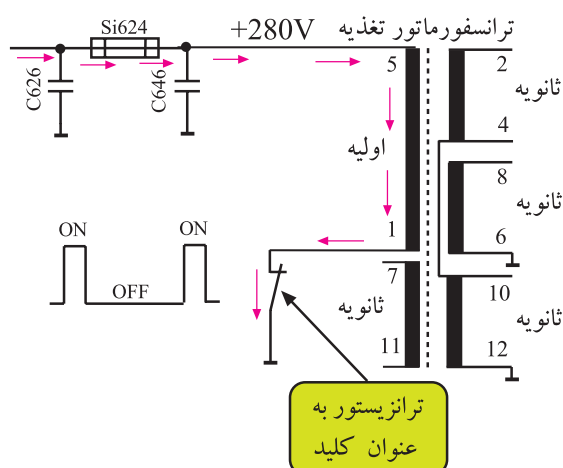 ترانسفورماتور تغذیه
+280V
Si624
C626
C646
5
2
ثانویه
4
اولیه
8
ثانویه
6
1
ON
ON
OFF
7
ثانویه
11
10
ثانویه
12
ترانزیستور به
عنوان کلید